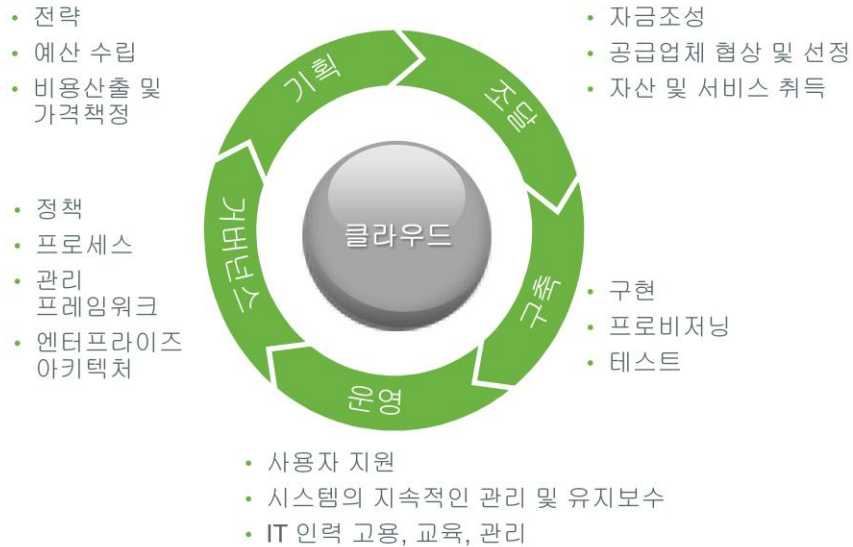 • 전략
• 예산 수립
• 비용산출 및
가격책정
기획
• 자금조성
• 공급업체 협상 및 선정
• 자산 및 서비스 취득
조달
클라우드
• 정책
• 프로세스
• 관리
프레임워크
• 엔터프라이즈
아키텍처
거버넌스
구축
• 구현
• 프로비저닝
• 테스트
운영
• 사용자 지원
• 시스템의 지속적인 관리 및 유지보수
• IT 인력 고용, 교육, 관리